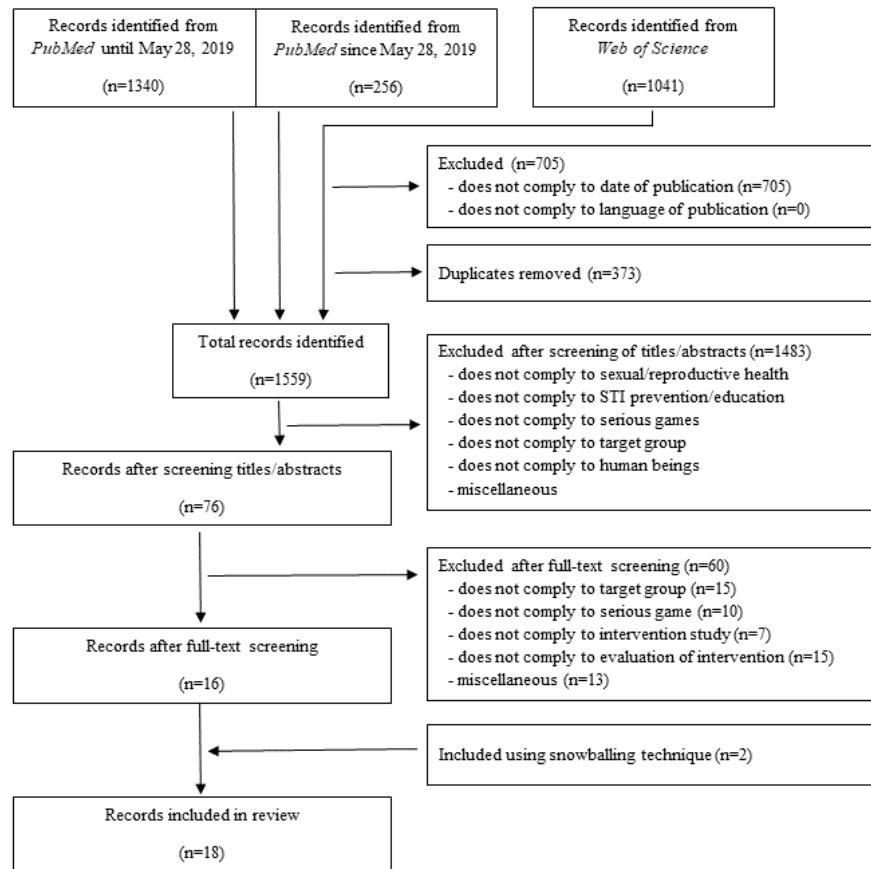 Records identified from
PubMed until May 28, 2019
(n=1340)
Records identified from
PubMed since May 28, 2019
(n=256)
Records identified from
Web of Science
(n=1041)
Excluded (n=705)
- does not comply to date of publication (n=705)
- does not comply to language of publication (n=0)
Duplicates removed (n=373)
Total records identified
(n=1559)
Excluded after screening of titles/abstracts (n=1483)
- does not comply to sexual/reproductive health
- does not comply to STI prevention/education
- does not comply to serious games
- does not comply to target group
- does not comply to human beings
- miscellaneous
Records after screening titles/abstracts
(n=76)
Excluded after full-text screening (n=60)
- does not comply to target group (n=15)
- does not comply to serious game (n=10)
- does not comply to intervention study (n=7)
- does not comply to evaluation of intervention (n=15)
- miscellaneous (n=13)
Records after full-text screening
(n=16)
Included using snowballing technique (n=2)
Records included in review
(n=18)